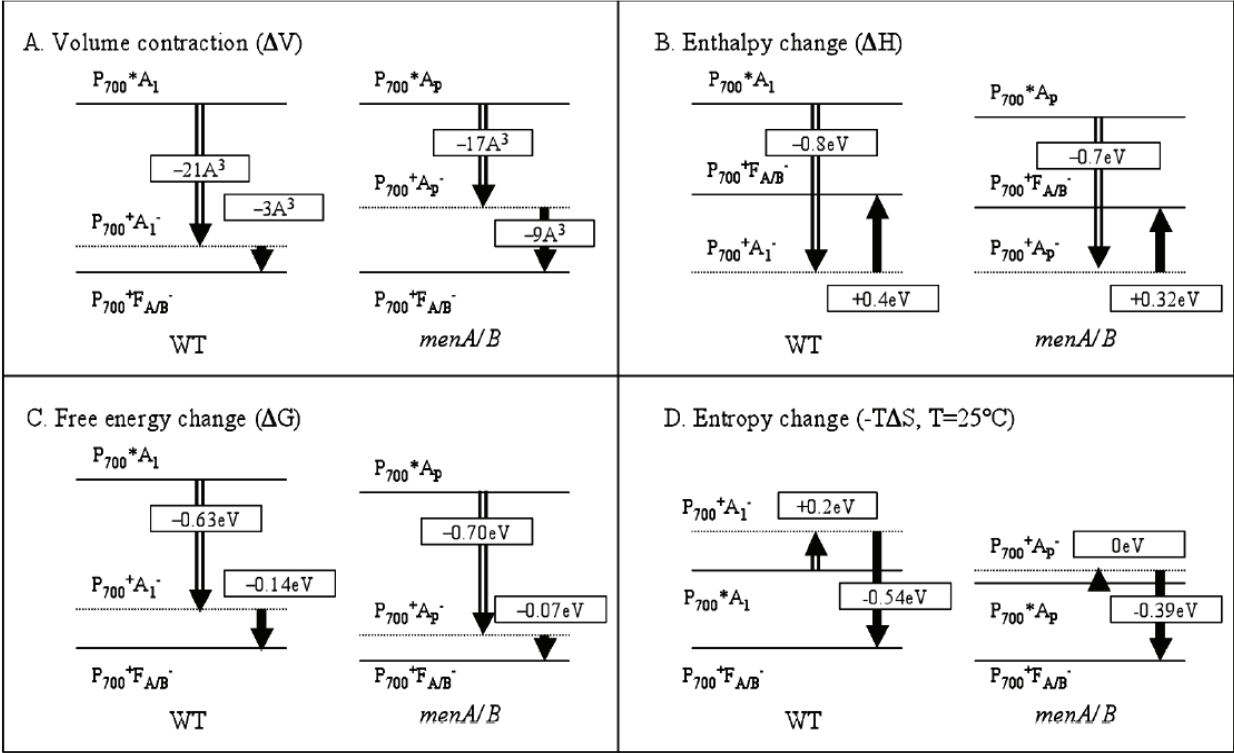 A. Volume contraction (ΔV)
P700*A1
P700*Ap
–21A³
–17A³
P700+Ap-
–3A³
P700+A1-
–9A³
P700+FA/B-
P700+FA/B-
WT
menA/B
B. Enthalpy change (ΔH)
P700*A1
P700*Ap
–0.8eV
–0.7eV
P700+FA/B-
P700+FA/B-
P700+A1-
P700+Ap-
+0.4eV
+0.32eV
WT
menA/B
C. Free energy change (ΔG)
P700*A1
P700*Ap
–0.63eV
–0.70eV
P700+A1-
–0.14eV
P700+Ap-
–0.07eV
P700+FA/B-
P700+FA/B-
WT
menA/B
D. Entropy change (-TΔS, T=25°C)
P700+A1-
+0.2eV
P700+Ap-
0eV
P700*A1
-0.54eV
P700*Ap
-0.39eV
P700+FA/B-
P700+FA/B-
WT
menA/B